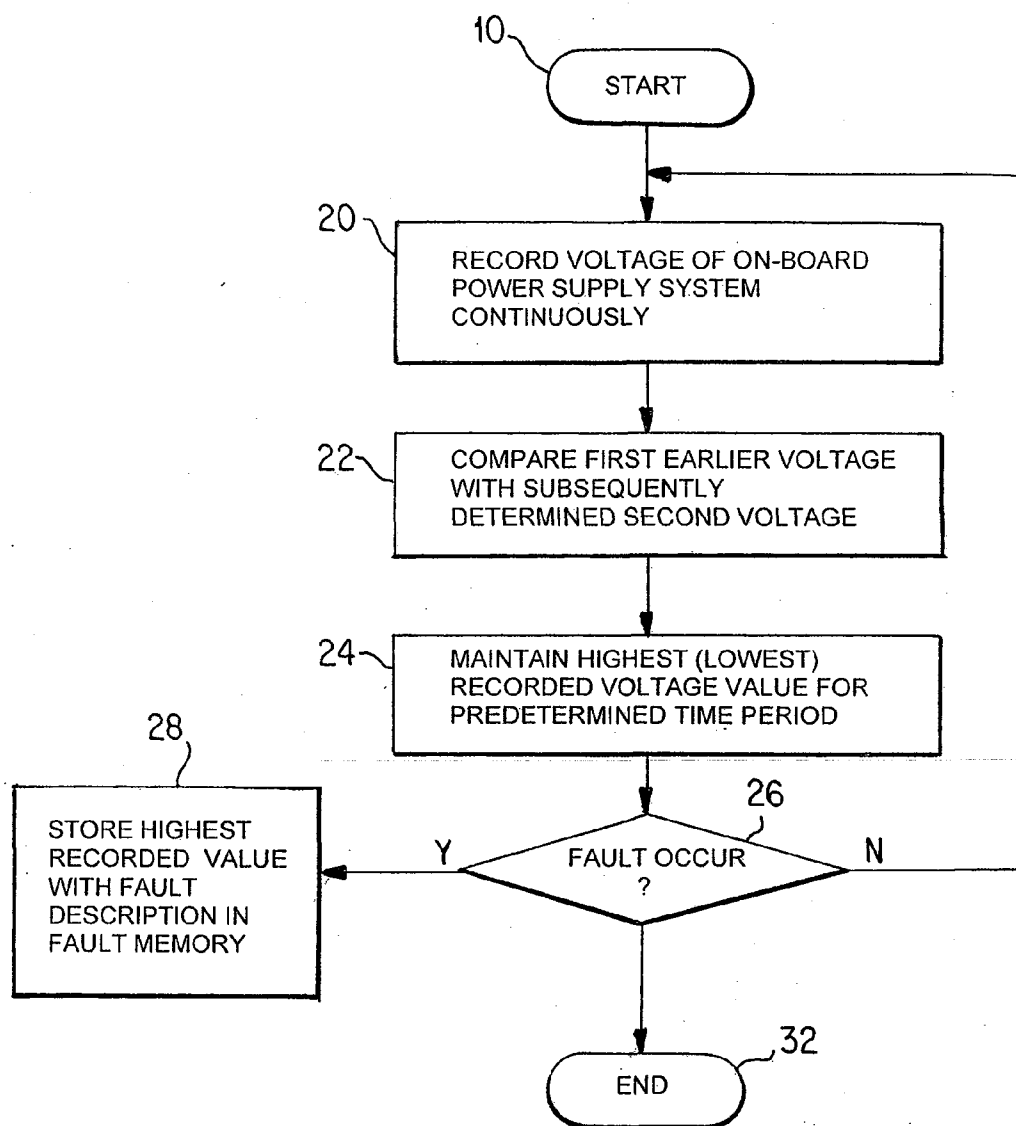 10
START
20
RECORD VOLTAGE OF ON-BOARD
POWER SUPPLY SYSTEM
CONTINUOUSLY
22
COMPARE FIRST EARLIER VOLTAGE
WITH SUBSEQUENTLY
DETERMINED SECOND VOLTAGE
24
MAINTAIN HIGHEST (LOWEST)
RECORDED VOLTAGE VALUE FOR
PREDETERMINED TIME PERIOD
28
STORE HIGHEST
RECORDED VALUE
WITH FAULT
DESCRIPTION IN
FAULT MEMORY
Y
26
FAULT OCCUR
?
N
32
END